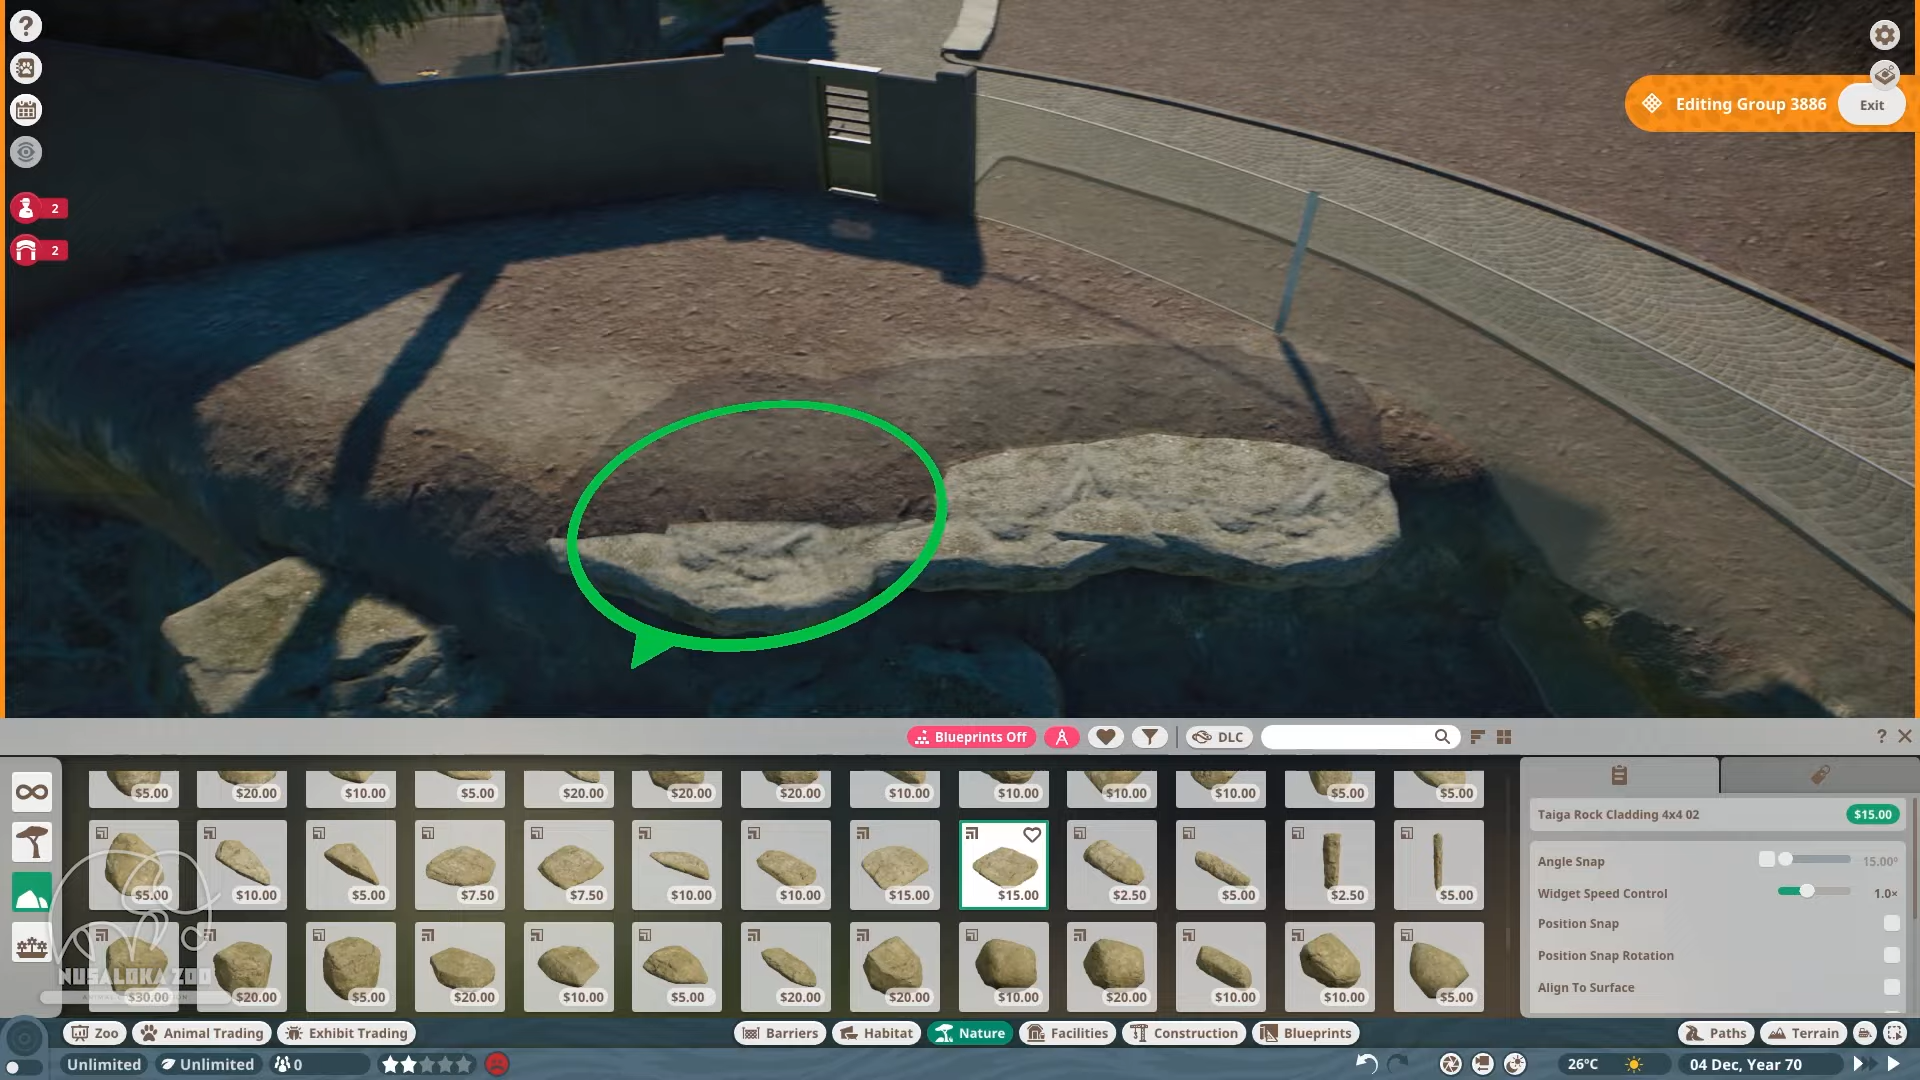 Editing Group 3886
Exit
2
2
Blueprints Off
DLC
$5.00 $20.00 $10.00 $5.00 $20.00 $20.00 $20.00 $10.00 $10.00 $10.00 $10.00 $5.00 $5.00
Taiga Rock Cladding 4x4 02 $15.00
$5.00 $10.00 $5.00 $7.50 $7.50 $10.00 $10.00 $15.00 $15.00 $2.50 $5.00 $2.50 $5.00
Angle Snap 15.00°
Widget Speed Control 1.0×
Position Snap
Position Snap Rotation
Align To Surface
NUSALOKA ZOO
$30.00 $20.00 $5.00 $20.00 $10.00 $5.00 $20.00 $20.00 $10.00 $20.00 $10.00 $10.00 $5.00
Zoo Animal Trading Exhibit Trading Barriers Habitat Nature Facilities Construction Blueprints Paths Terrain
Unlimited Unlimited 0 26°C 04 Dec, Year 70